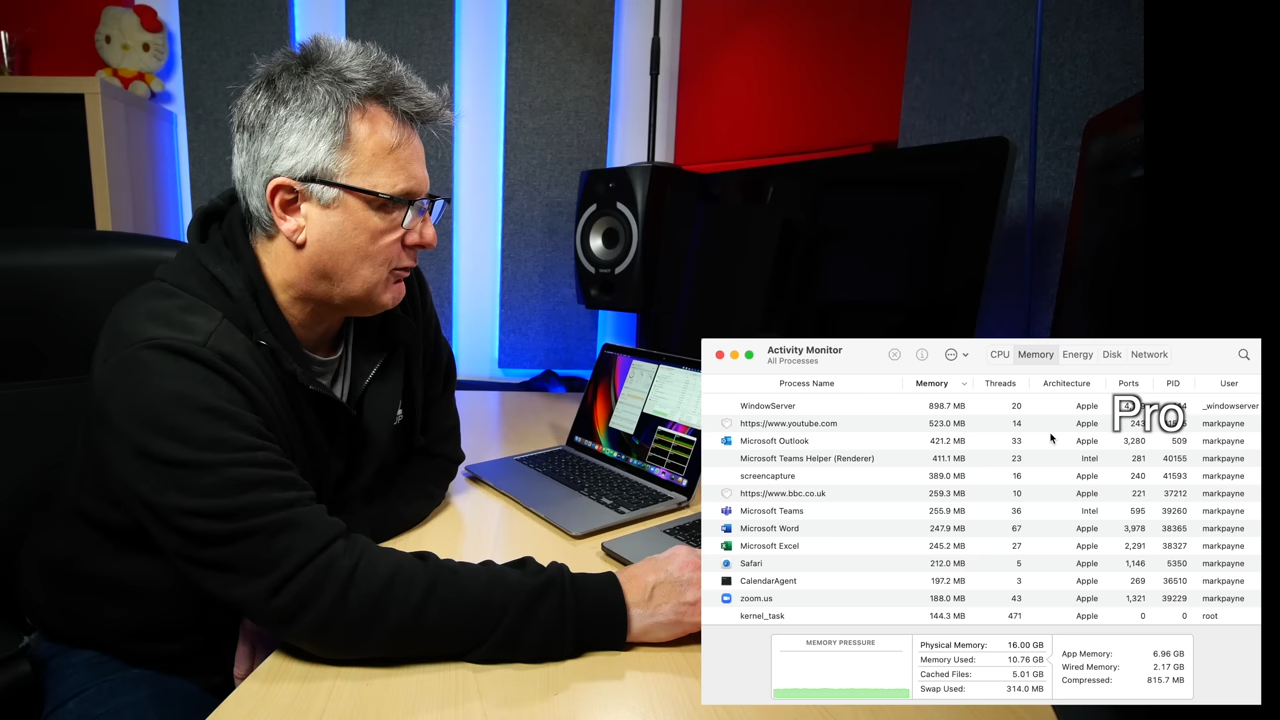 Activity Monitor
All Processes
CPU Memory Energy Disk Network
Process Name Memory Threads Architecture Ports PID User
WindowServer 898.7 MB 20 Apple _windowserver
Pro
https://www.youtube.com 523.0 MB 14 Apple 243 markpayne
Microsoft Outlook 421.2 MB 33 Apple 3,280 509 markpayne
Microsoft Teams Helper (Renderer) 411.1 MB 23 Intel 281 40155 markpayne
screencapture 389.0 MB 16 Apple 240 41593 markpayne
https://www.bbc.co.uk 259.3 MB 10 Apple 221 37212 markpayne
Microsoft Teams 255.9 MB 36 Intel 595 39260 markpayne
Microsoft Word 247.9 MB 67 Apple 3,978 38365 markpayne
Microsoft Excel 245.2 MB 27 Apple 2,291 38327 markpayne
Safari 212.0 MB 5 Apple 1,146 5350 markpayne
CalendarAgent 197.2 MB 3 Apple 269 36510 markpayne
zoom.us 188.0 MB 43 Apple 1,321 39229 markpayne
kernel_task 144.3 MB 471 Apple 0 0 root
MEMORY PRESSURE
Physical Memory: 16.00 GB
Memory Used: 10.76 GB
Cached Files: 5.01 GB
Swap Used: 314.0 MB
App Memory: 6.96 GB
Wired Memory: 2.17 GB
Compressed: 815.7 MB